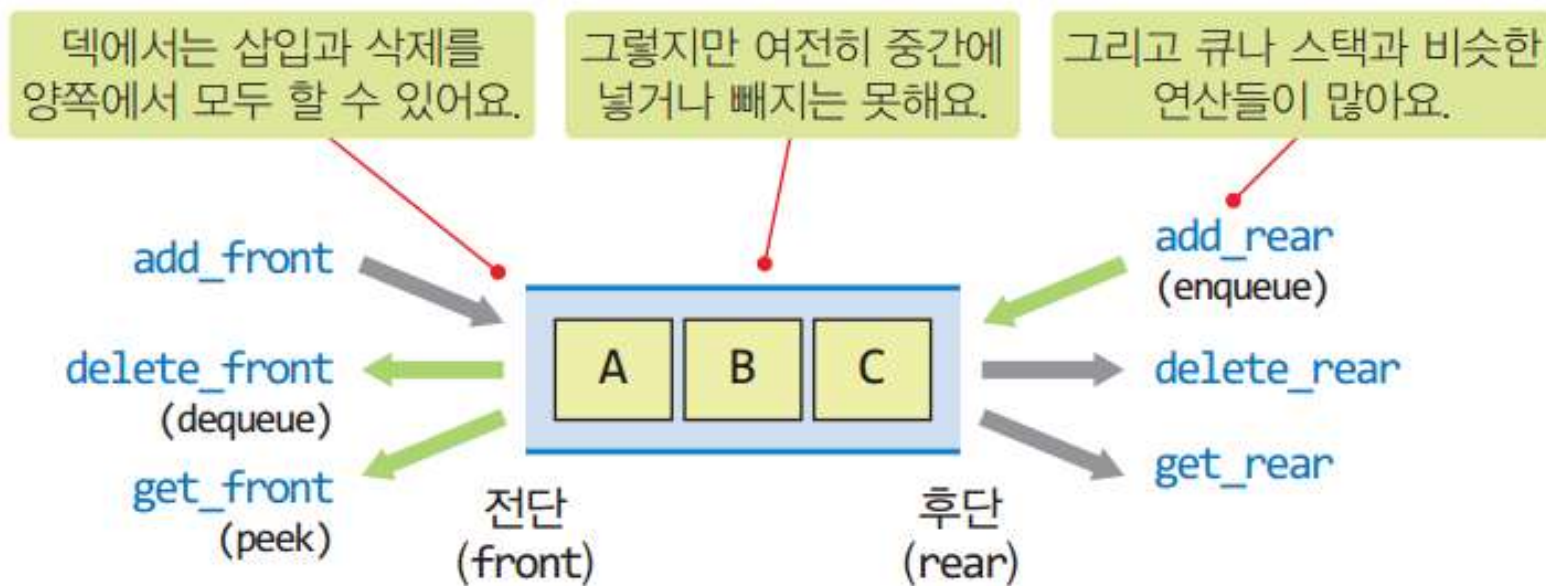 덱에서는 삽입과 삭제를
양쪽에서 모두 할 수 있어요.
그렇지만 여전히 중간에
넣거나 빼지는 못해요.
그리고 큐나 스택과 비슷한
연산들이 많아요.
add_front
delete_front
(dequeue)
get_front
(peek)
A B C
전단
(front)
후단
(rear)
add_rear
(enqueue)
delete_rear
get_rear